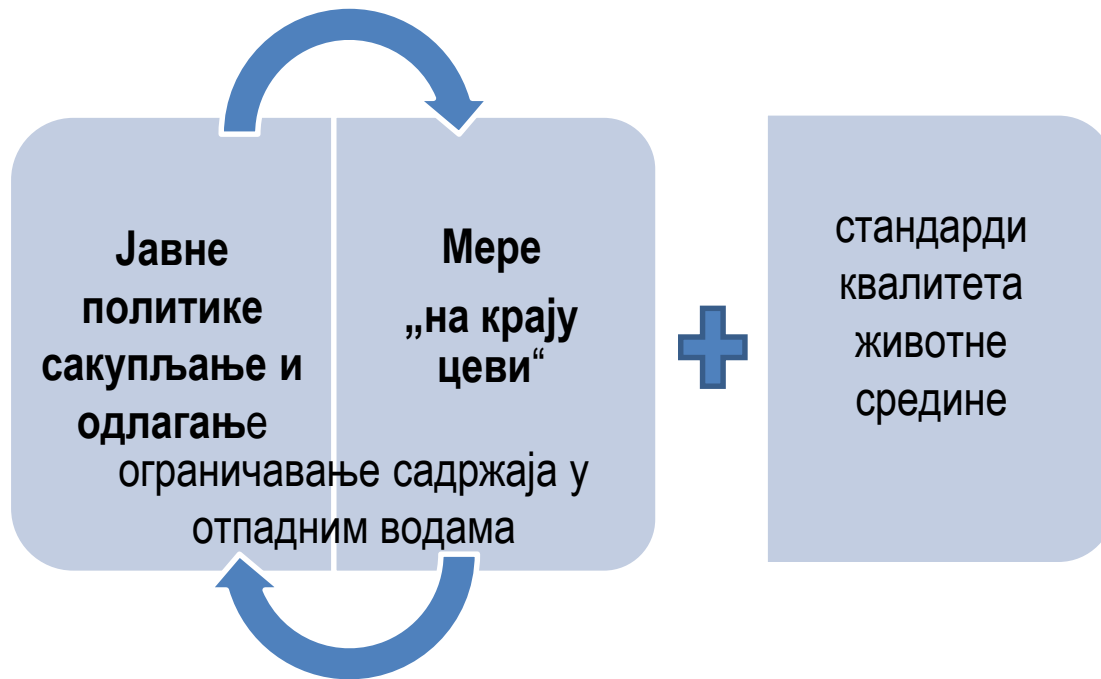 Јавне
политике
сакупљање и
одлагање
Мере
„на крају
цеви“
ограничавање садржаја у
отпадним водама
стандарди
квалитета
животне
средине